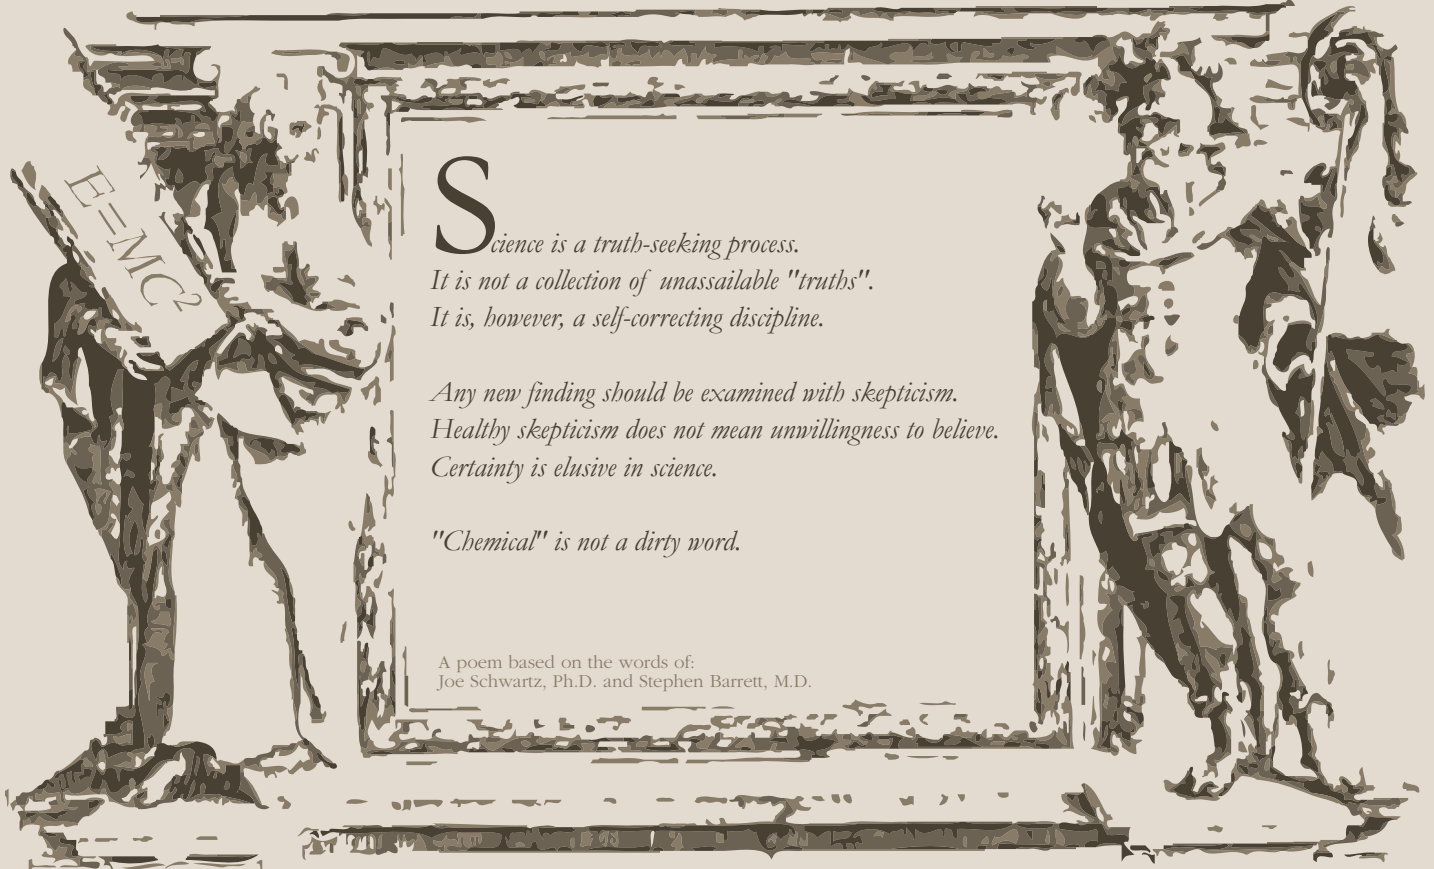 E=MC²
Science is a truth-seeking process.
It is not a collection of unassailable "truths".
It is, however, a self-correcting discipline.
Any new finding should be examined with skepticism.
Healthy skepticism does not mean unwillingness to believe.
Certainty is elusive in science.
"Chemical" is not a dirty word.
A poem based on the words of:
Joe Schwartz, Ph.D. and Stephen Barrett, M.D.